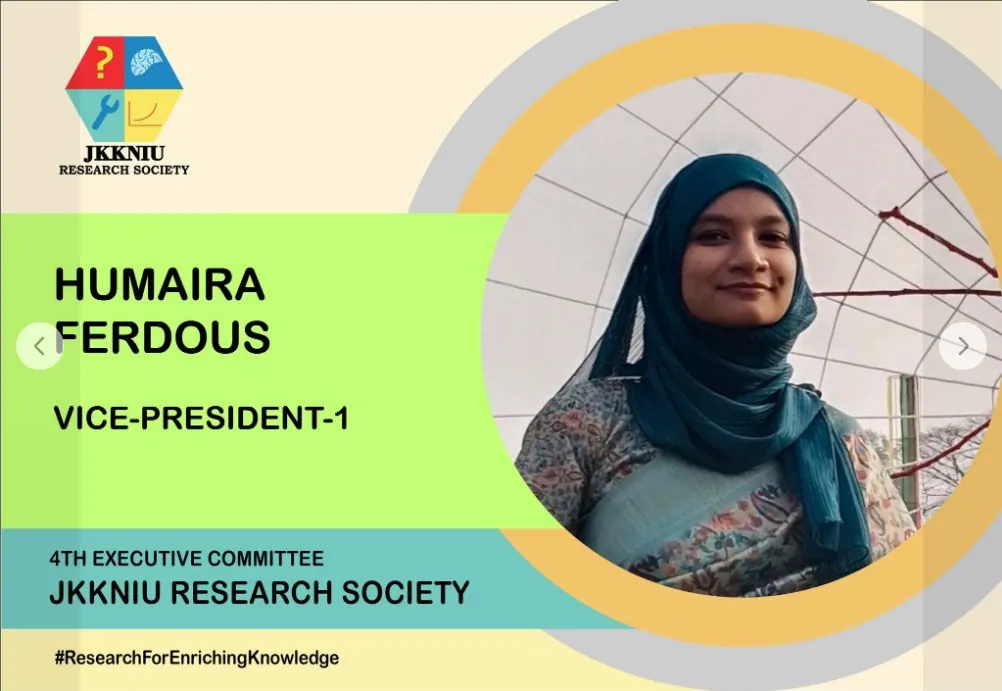 ?
JKKNIU
RESEARCH SOCIETY
HUMAIRA
FERDOUS
VICE-PRESIDENT-1
4TH EXECUTIVE COMMITTEE
JKKNIU RESEARCH SOCIETY
#ResearchForEnrichingKnowledge